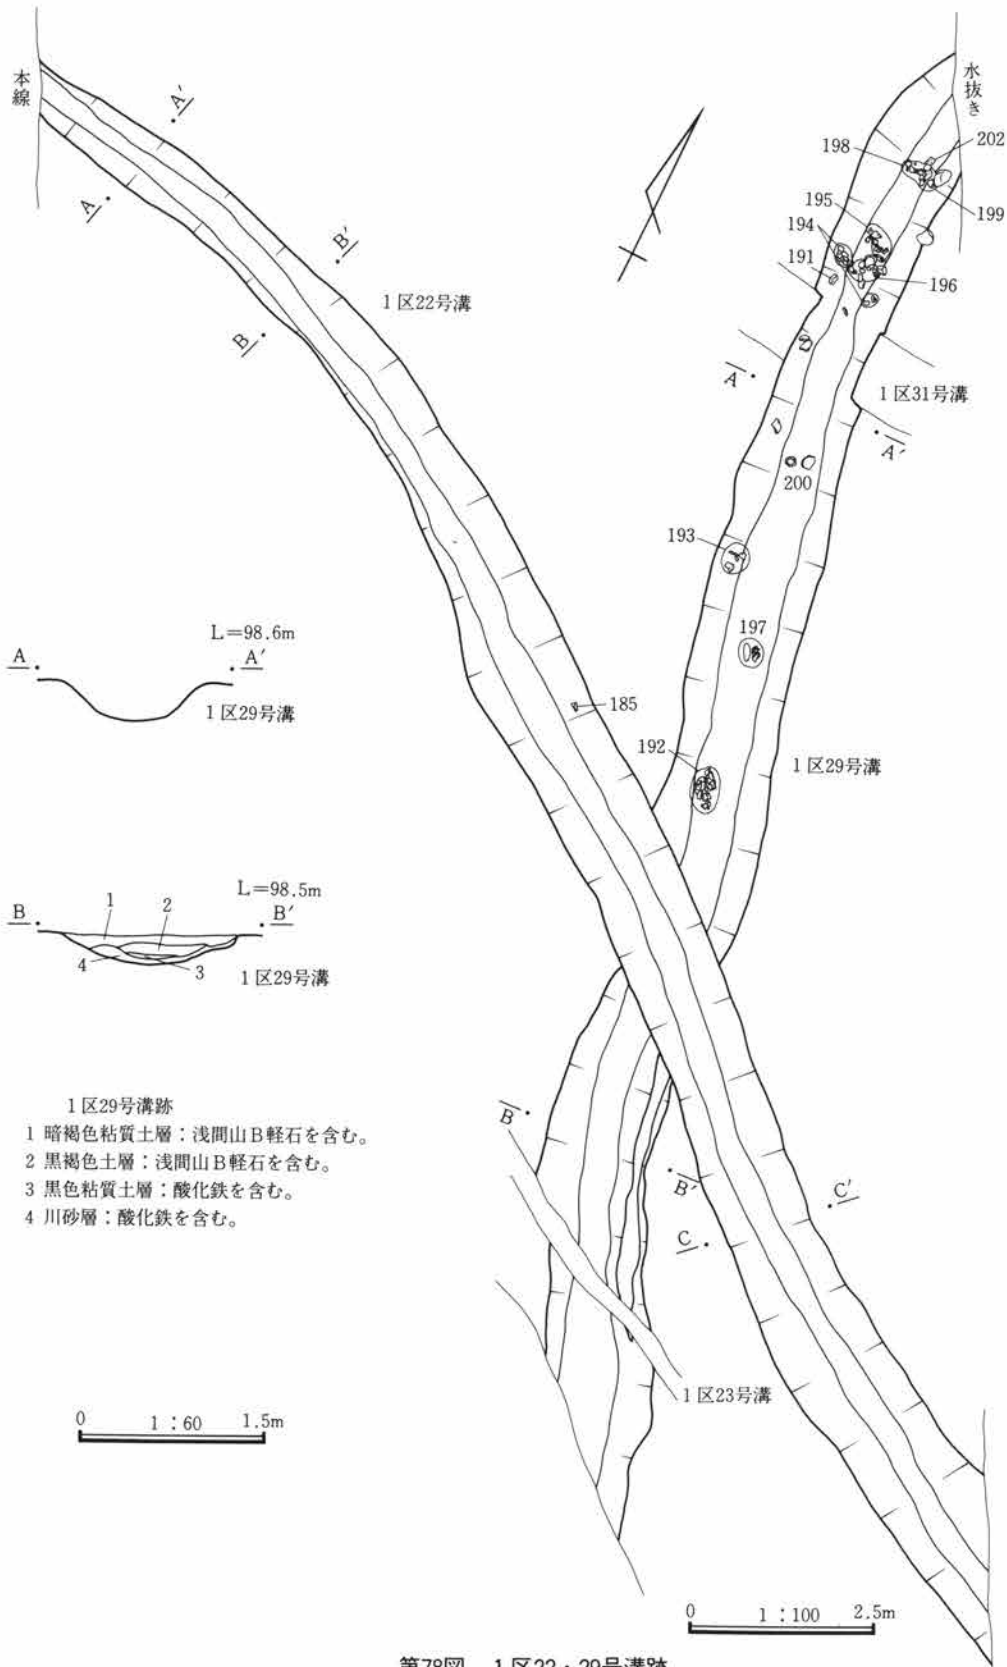 本線
水抜き
A′
A
B′
B
1区22号溝
198
202
199
195
194
191
196
A
A′
1区31号溝
200
193
197
185
192
1区29号溝
L=98.6m
A
A′
1区29号溝
L=98.5m
B
B′
1
2
4
3
1区29号溝
1区29号溝跡
1 暗褐色粘質土層:浅間山B軽石を含む。
2 黒褐色土層:浅間山B軽石を含む。
3 黒色粘質土層:酸化鉄を含む。
4 川砂層:酸化鉄を含む。
B
B′
C
C′
1区23号溝
0 1:60 1.5m
0 1:100 2.5m
第78図 1区22・29号溝跡